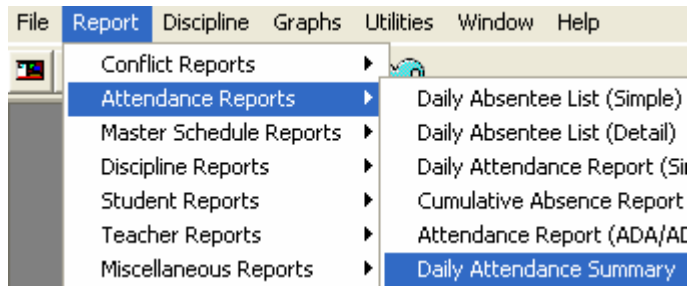 File Report Discipline Graphs Utilities Window Help
Conflict Reports
Attendance Reports
Master Schedule Reports
Discipline Reports
Student Reports
Teacher Reports
Miscellaneous Reports
Daily Absentee List (Simple)
Daily Absentee List (Detail)
Daily Attendance Report
Cumulative Absence Report
Attendance Report
Daily Attendance Summary